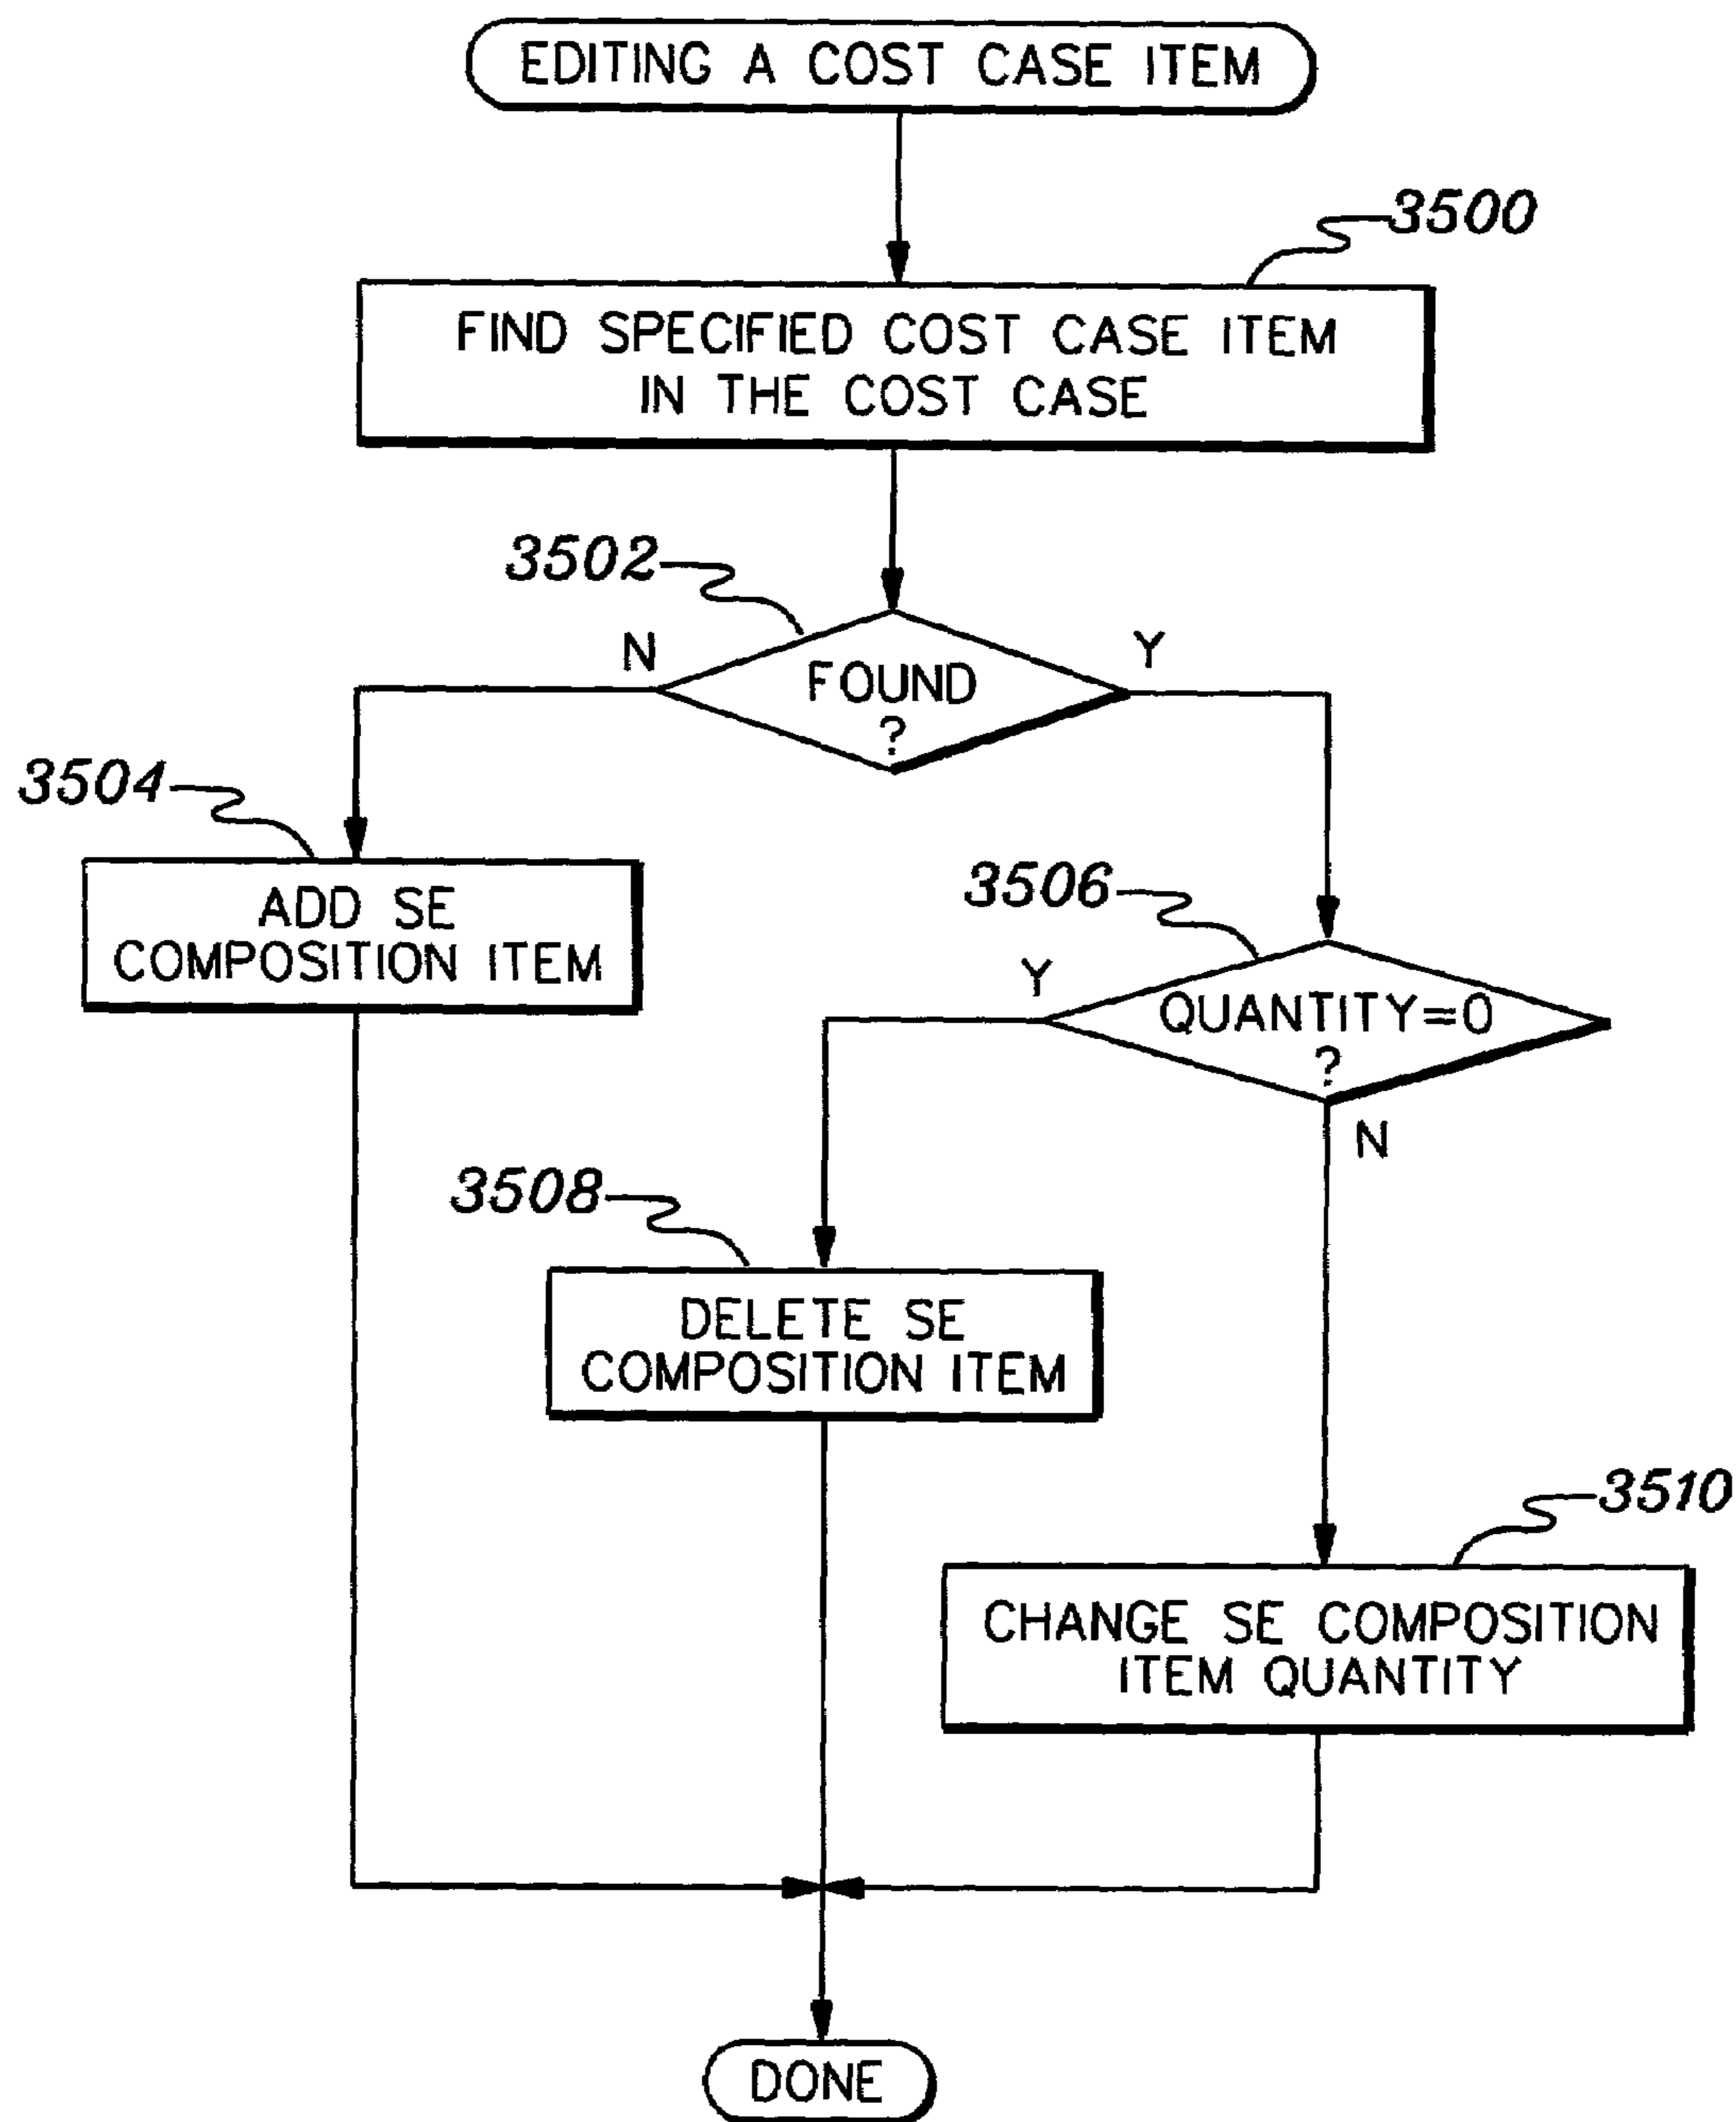 EDITING A COST CASE ITEM
3500
FIND SPECIFIED COST CASE ITEM
IN THE COST CASE
3502
N
Y
FOUND
?
3504
ADD SE
COMPOSITION ITEM
3506
Y
QUANTITY=0
?
N
3508
DELETE SE
COMPOSITION ITEM
3510
CHANGE SE COMPOSITION
ITEM QUANTITY
DONE